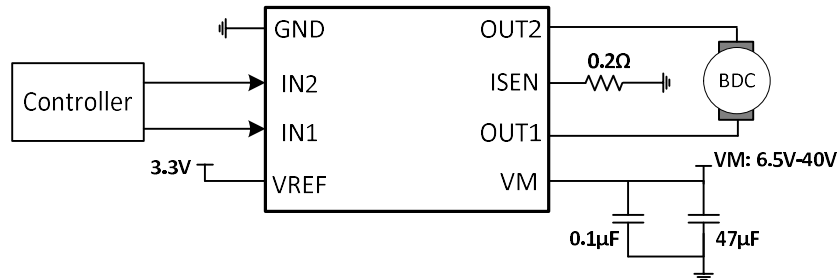 GND
OUT2
0.2Ω
Controller
IN2
ISEN
BDC
IN1
OUT1
3.3V
VREF
VM
VM: 6.5V-40V
0.1µF
47µF